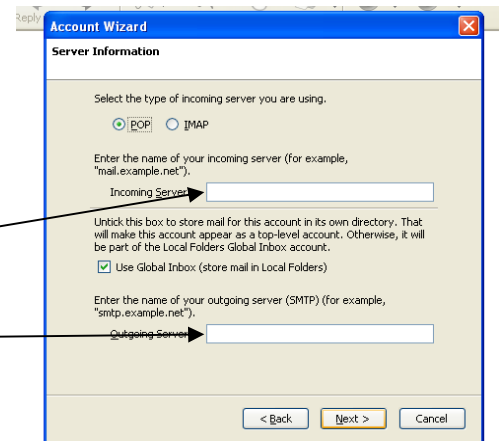 Reply
Account Wizard
Server Information
Select the type of incoming server you are using.
POP IMAP
Enter the name of your incoming server (for example,
"mail.example.net").
Incoming Server:
Untick this box to store mail for this account in its own directory. That
will make this account appear as a top-level account. Otherwise, it will
be part of the Local Folders Global Inbox account.
Use Global Inbox (store mail in Local Folders)
Enter the name of your outgoing server (SMTP) (for example,
"smtp.example.net").
Outgoing Server:
< Back Next > Cancel